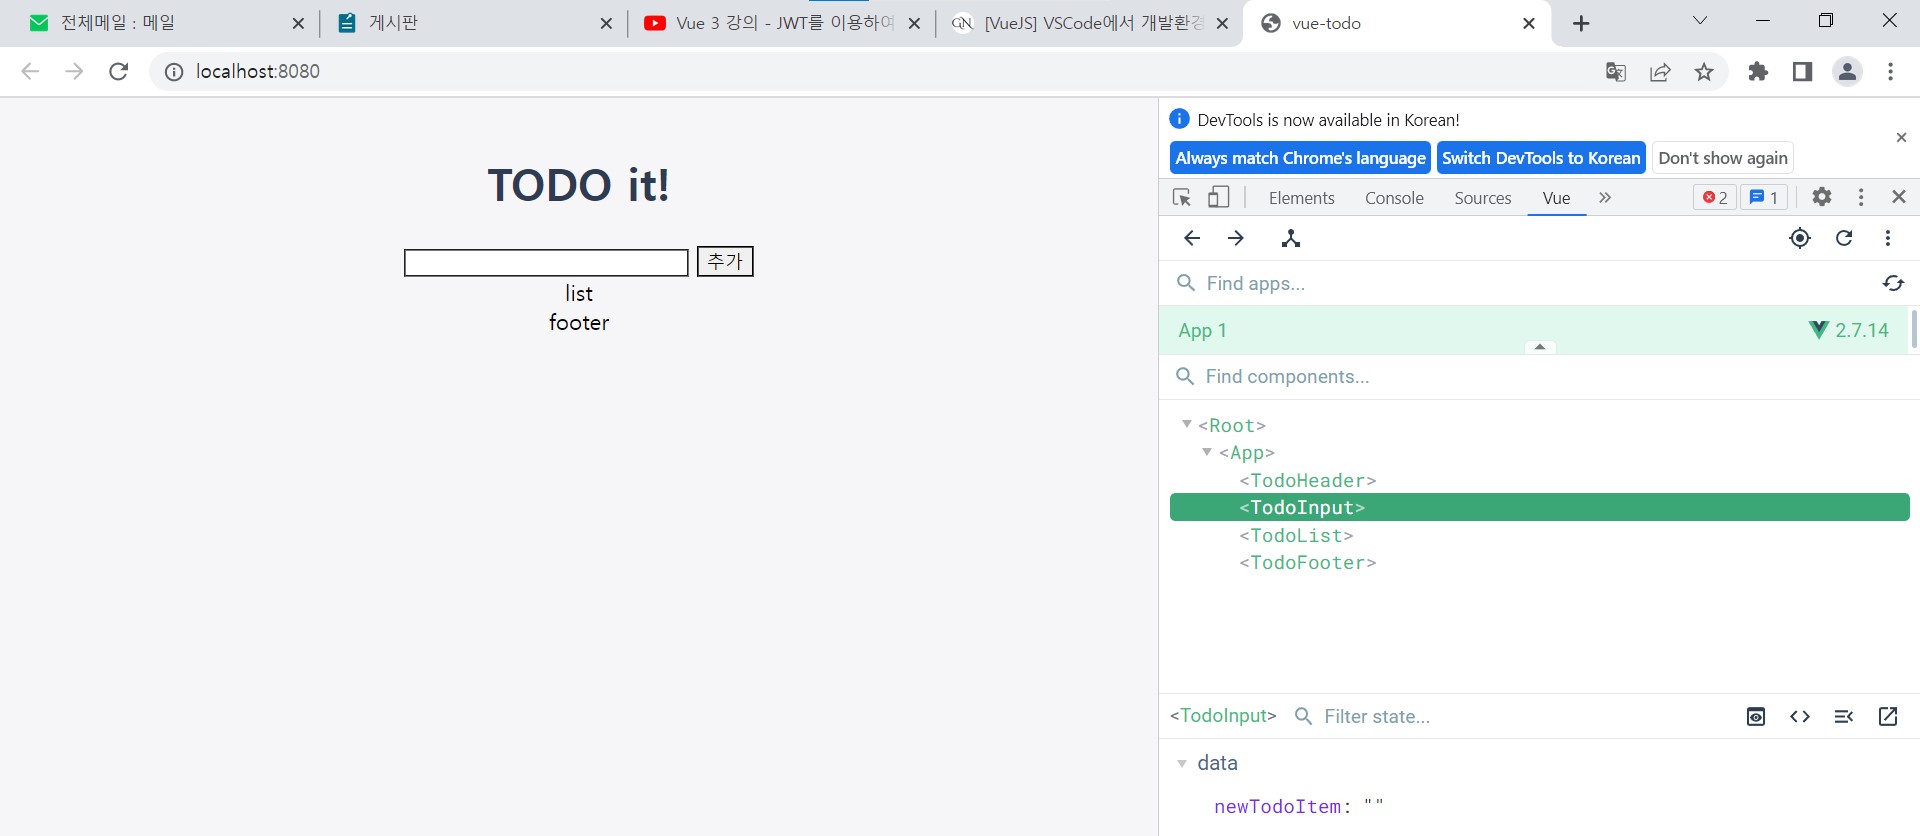 전체메일 : 메일
게시판
Vue 3 강의 - JWT를 이용하여
[VueJS] VSCode에서 개발환경
vue-todo
localhost:8080
TODO it!
추가
list
footer
DevTools is now available in Korean!
Always match Chrome's language
Switch DevTools to Korean
Don't show again
Elements
Console
Sources
Vue
2
1
Find apps...
App 1
2.7.14
Find components...
<Root>
<App>
<TodoHeader>
<TodoInput>
<TodoList>
<TodoFooter>
<TodoInput>
Filter state...
data
newTodoItem: ""